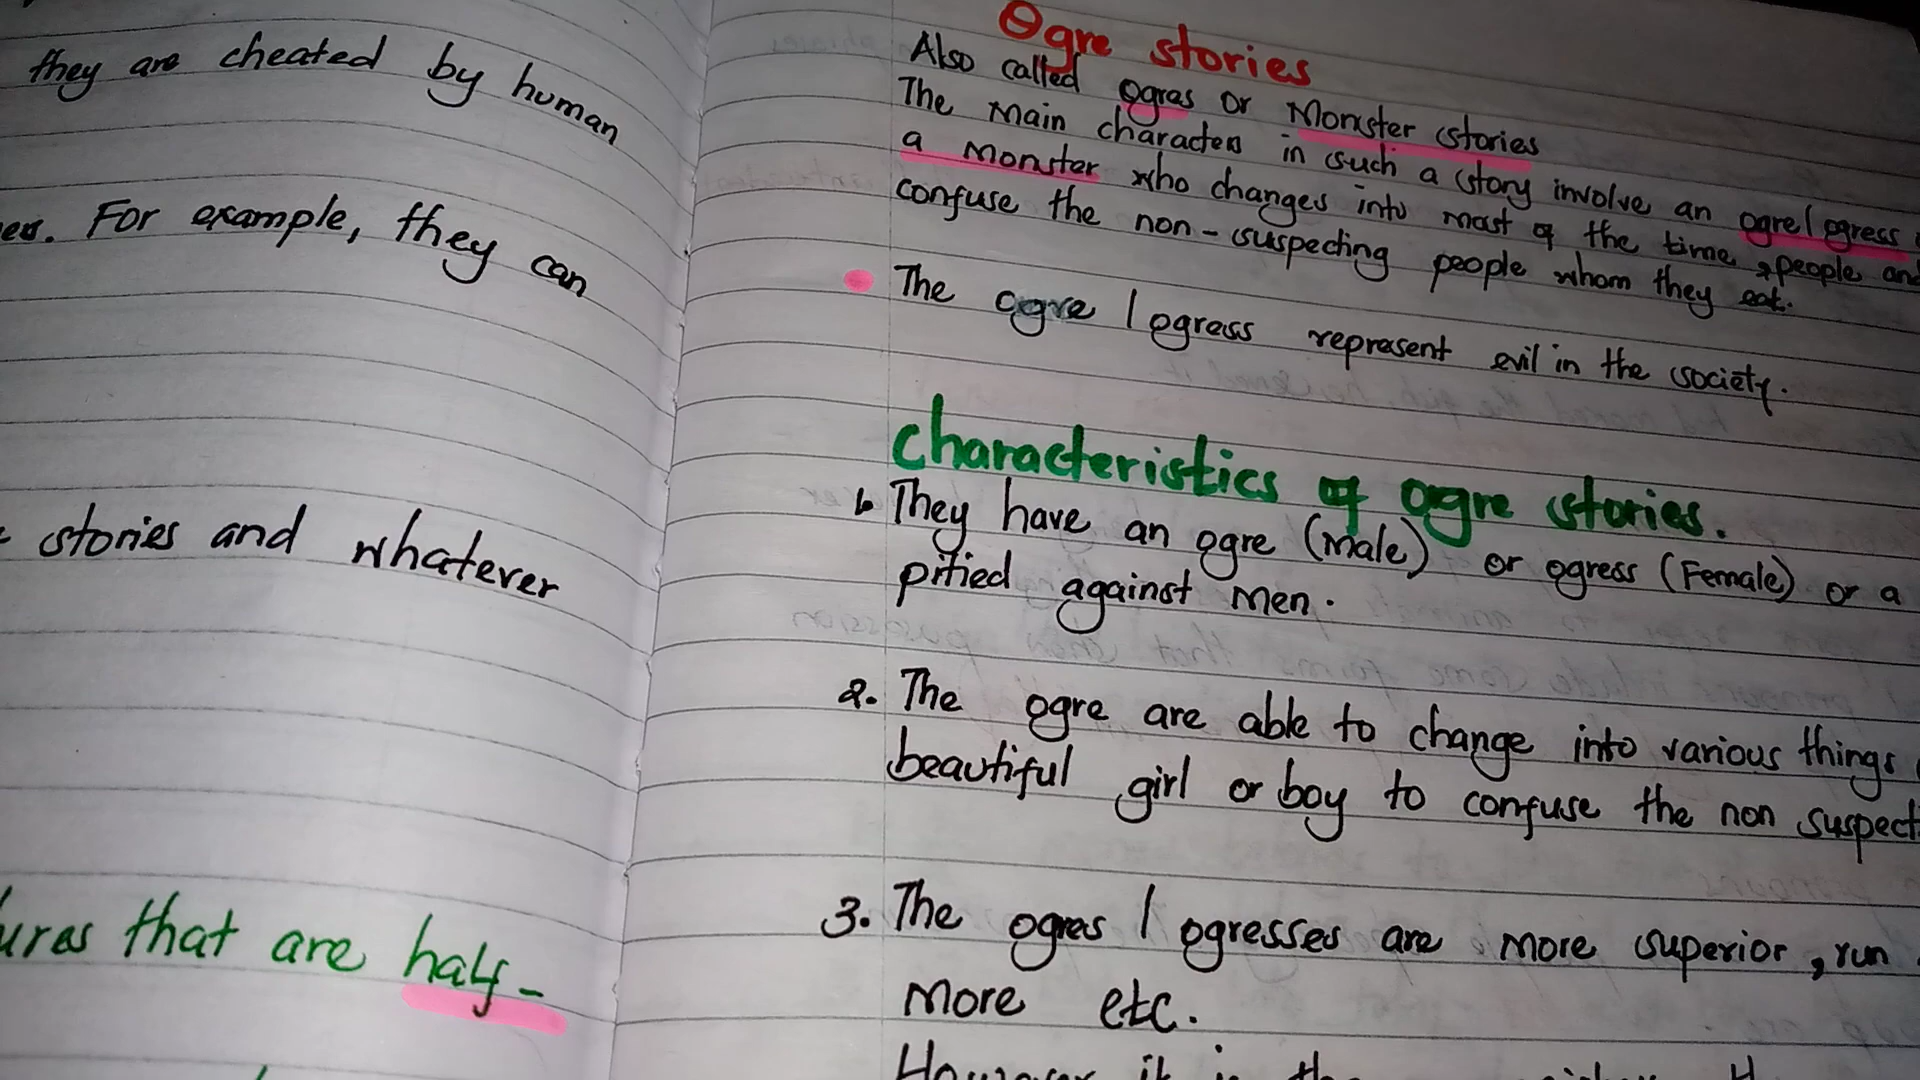 they are cheated by human
For example, they can
stories and whatever
that are half-
Ogre stories
Also called ogres or Monster stories
The main characters in such a story involve an ogre/ogress
a monster who changes into most of the time, people and
confuse the non-suspecting people whom they eat.
The ogre / ogress represent evil in the society.
Characteristics of ogre stories.
1. They have an ogre (male) or ogress (Female) or a
pitied against men.
2. The ogre are able to change into various things
beautiful girl or boy to confuse the non suspect
3. The ogres / ogresses are more superior, run
more etc.
However it is the